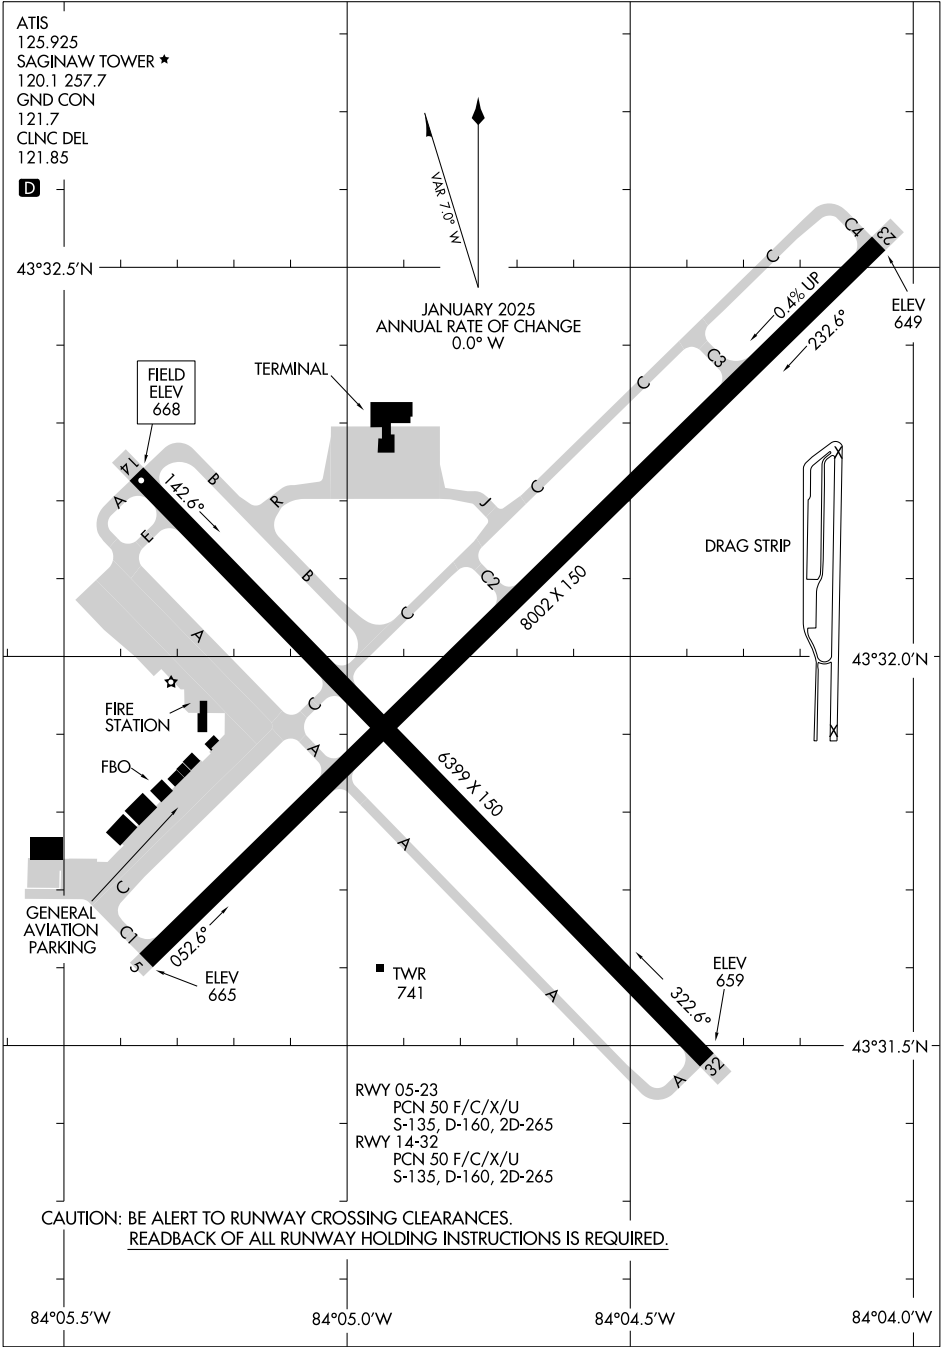 ATIS
125.925
SAGINAW TOWER ★
120.1 257.7
GND CON
121.7
CLNC DEL
121.85
D
VAR 7.0° W
JANUARY 2025
ANNUAL RATE OF CHANGE
0.0° W
43°32.5'N
C4
23
C
ELEV
649
0.4% UP
232.6°
C3
C
FIELD
ELEV
668
TERMINAL
14
142.6°
A
E
B
R
J
C
B
C2
C
8002 X 150
DRAG STRIP
X
X
A
43°32.0'N
C
A
FIRE
STATION
FBO
6399 X 150
A
C
C1
5
052.6°
GENERAL
AVIATION
PARKING
ELEV
665
TWR
741
A
ELEV
659
322.6°
32
A
43°31.5'N
RWY 05-23
PCN 50 F/C/X/U
S-135, D-160, 2D-265
RWY 14-32
PCN 50 F/C/X/U
S-135, D-160, 2D-265
CAUTION: BE ALERT TO RUNWAY CROSSING CLEARANCES.
READBACK OF ALL RUNWAY HOLDING INSTRUCTIONS IS REQUIRED.
84°05.5'W
84°05.0'W
84°04.5'W
84°04.0'W